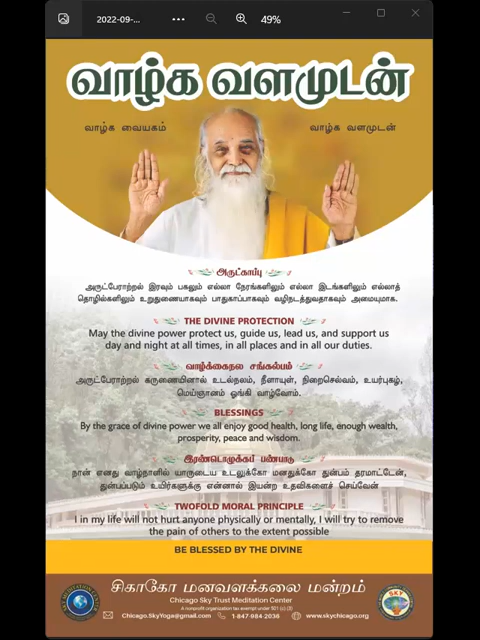 2022-09-...
49%
வாழ்க வளமுடன்
வாழ்க வையகம்
வாழ்க வளமுடன்
அருட்காப்பு
அருட்பேராற்றல் இரவும் பகலும் எல்லா நேரங்களிலும் எல்லா இடங்களிலும் எல்லாத்
தொழில்களிலும் உறுதுணையாகவும் பாதுகாப்பாகவும் வழிநடத்துவதாகவும் அமையுமாக.
THE DIVINE PROTECTION
May the divine power protect us, guide us, lead us, and support us
day and night at all times, in all places and in all our duties.
வாழ்க்கைநல சங்கல்பம்
அருட்பேராற்றல் கருணையினால் உடல்நலம், நீளாயுள், நிறைசெல்வம், உயர்புகழ்,
மெய்ஞானம் ஓங்கி வாழ்வோம்.
BLESSINGS
By the grace of divine power we all enjoy good health, long life, enough wealth,
prosperity, peace and wisdom.
இரண்டொழுக்கப் பண்பாடு
நான் எனது வாழ்நாளில் யாருடைய உடலுக்கோ மனதுக்கோ துன்பம் தரமாட்டேன்,
துன்பப்படும் உயிர்களுக்கு என்னால் இயன்ற உதவிகளைச் செய்வேன்
TWOFOLD MORAL PRINCIPLE
I in my life will not hurt anyone physically or mentally, I will try to remove
the pain of others to the extent possible
BE BLESSED BY THE DIVINE
சிகாகோ மனவளக்கலை மன்றம்
Chicago Sky Trust Meditation Center
A nonprofit organization tax exempt under 501 (c) (3)
Chicago.SkyYoga@gmail.com 1-847-984-2036 www.skychicago.org
SKY